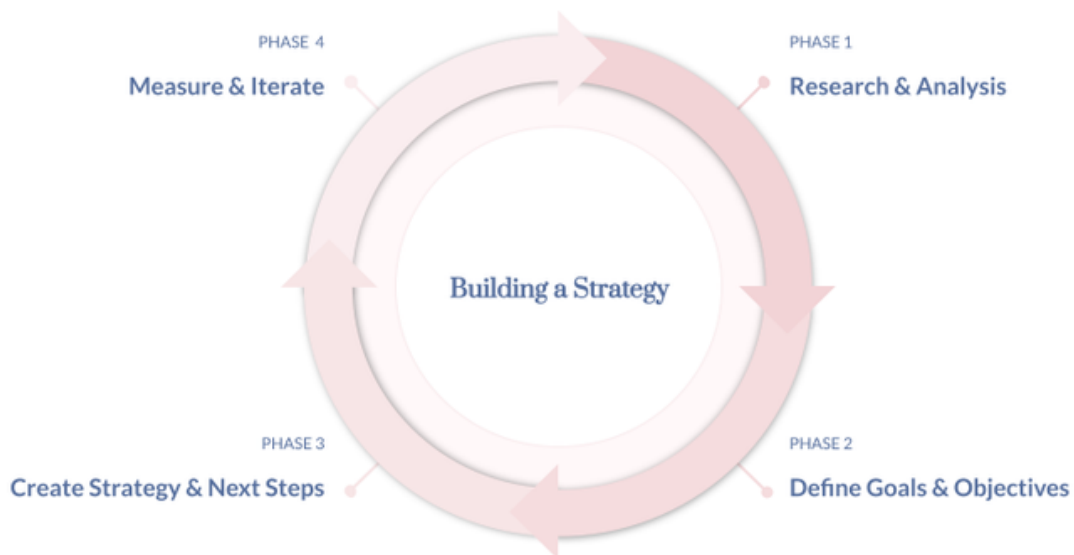 PHASE 4
Measure & Iterate
PHASE 1
Research & Analysis
Building a Strategy
PHASE 3
Create Strategy & Next Steps
PHASE 2
Define Goals & Objectives